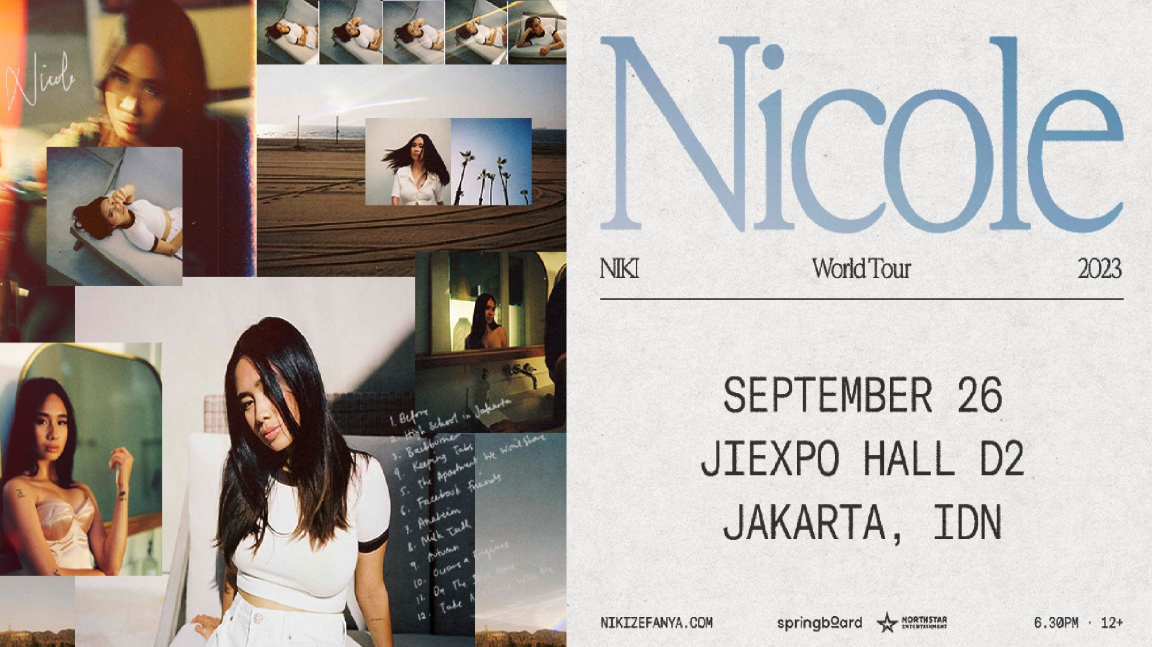 Nicole
1. Before
2. High School in Jakarta
3. Backburner
4. Keeping Tabs
5. The Apartment We Won't Share
6. Facebook Friends
7. Anaheim
8. Milk Teeth
9. Autumn
10. Oceans & Engines
11. On The
12. Take A
Nicole
NIKI World Tour 2023
SEPTEMBER 26
JIEXPO HALL D2
JAKARTA, IDN
NIKIZEFANYA.COM springboard NORTHSTAR ENTERTAINMENT 6.30PM · 12+